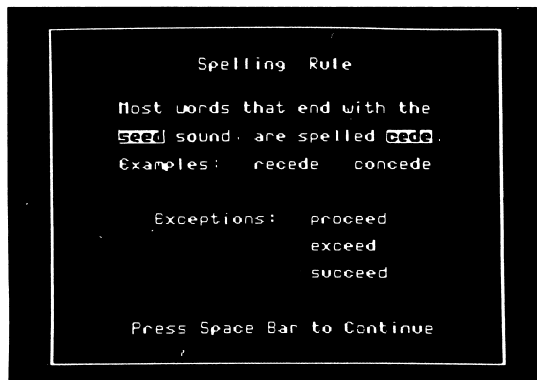 Spelling Rule
Most words that end with the
seed sound, are spelled cede.
Examples: recede concede
Exceptions: proceed
exceed
succeed
Press Space Bar to Continue